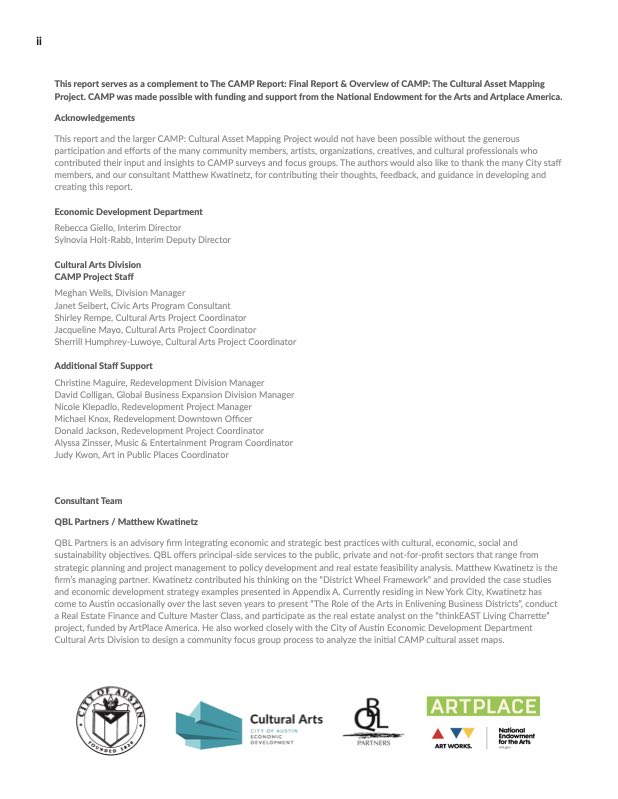 ii
This report serves as a complement to The CAMP Report: Final Report & Overview of CAMP: The Cultural Asset Mapping
Project. CAMP was made possible with funding and support from the National Endowment for the Arts and Artplace America.
Acknowledgements
This report and the larger CAMP: Cultural Asset Mapping Project would not have been possible without the generous
participation and efforts of the many community members, artists, organizations, creatives, and cultural professionals who
contributed their input and insights to CAMP surveys and focus groups. The authors would also like to thank the many City staff
members, and our consultant Matthew Kwatinetz, for contributing their thoughts, feedback, and guidance in developing and
creating this report.
Economic Development Department
Rebecca Giello, Interim Director
Sylnovia Holt-Rabb, Interim Deputy Director
Cultural Arts Division
CAMP Project Staff
Meghan Wells, Division Manager
Janet Seibert, Civic Arts Program Consultant
Shirley Rempe, Cultural Arts Project Coordinator
Jacqueline Mayo, Cultural Arts Project Coordinator
Sherrill Humphrey-Luwoye, Cultural Arts Project Coordinator
Additional Staff Support
Christine Maguire, Redevelopment Division Manager
David Colligan, Global Business Expansion Division Manager
Nicole Klepadlo, Redevelopment Project Manager
Michael Knox, Redevelopment Downtown Officer
Donald Jackson, Redevelopment Project Coordinator
Alyssa Zinsser, Music & Entertainment Program Coordinator
Judy Kwon, Art in Public Places Coordinator
Consultant Team
QBL Partners / Matthew Kwatinetz
QBL Partners is an advisory firm integrating economic and strategic best practices with cultural, economic, social and
sustainability objectives. QBL offers principal-side services to the public, private and not-for-profit sectors that range from
strategic planning and project management to policy development and real estate feasibility analysis. Matthew Kwatinetz is the
firm's managing partner. Kwatinetz contributed his thinking on the "District Wheel Framework" and provided the case studies
and economic development strategy examples presented in Appendix A. Currently residing in New York City, Kwatinetz has
come to Austin occasionally over the last seven years to present "The Role of the Arts in Enlivening Business Districts", conduct
a Real Estate Finance and Culture Master Class, and participate as the real estate analyst on the "thinkEAST Living Charrette"
project, funded by ArtPlace America. He also worked closely with the City of Austin Economic Development Department
Cultural Arts Division to design a community focus group process to analyze the initial CAMP cultural asset maps.
CITY OF AUSTIN
FOUNDED 1839
Cultural Arts
CITY OF AUSTIN
ECONOMIC
DEVELOPMENT
QBL
PARTNERS
ARTPLACE
ART WORKS.
National
Endowment
for the Arts
arts.gov